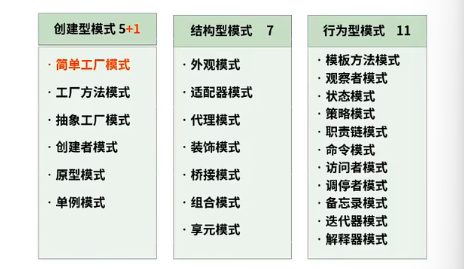 创建型模式 5+1
· 简单工厂模式
· 工厂方法模式
· 抽象工厂模式
· 创建者模式
· 原型模式
· 单例模式
结构型模式 7
· 外观模式
· 适配器模式
· 代理模式
· 装饰模式
· 桥接模式
· 组合模式
· 享元模式
行为型模式 11
· 模板方法模式
· 观察者模式
· 状态模式
· 策略模式
· 职责链模式
· 命令模式
· 访问者模式
· 调停者模式
· 备忘录模式
· 迭代器模式
· 解释器模式